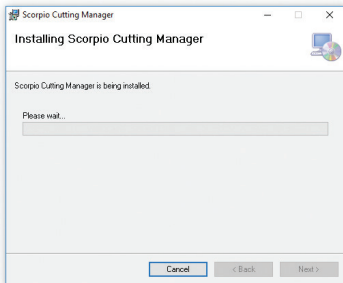 Scorpio Cutting Manager
Installing Scorpio Cutting Manager
Scorpio Cutting Manager is being installed.
Please wait...
Cancel
< Back
Next >